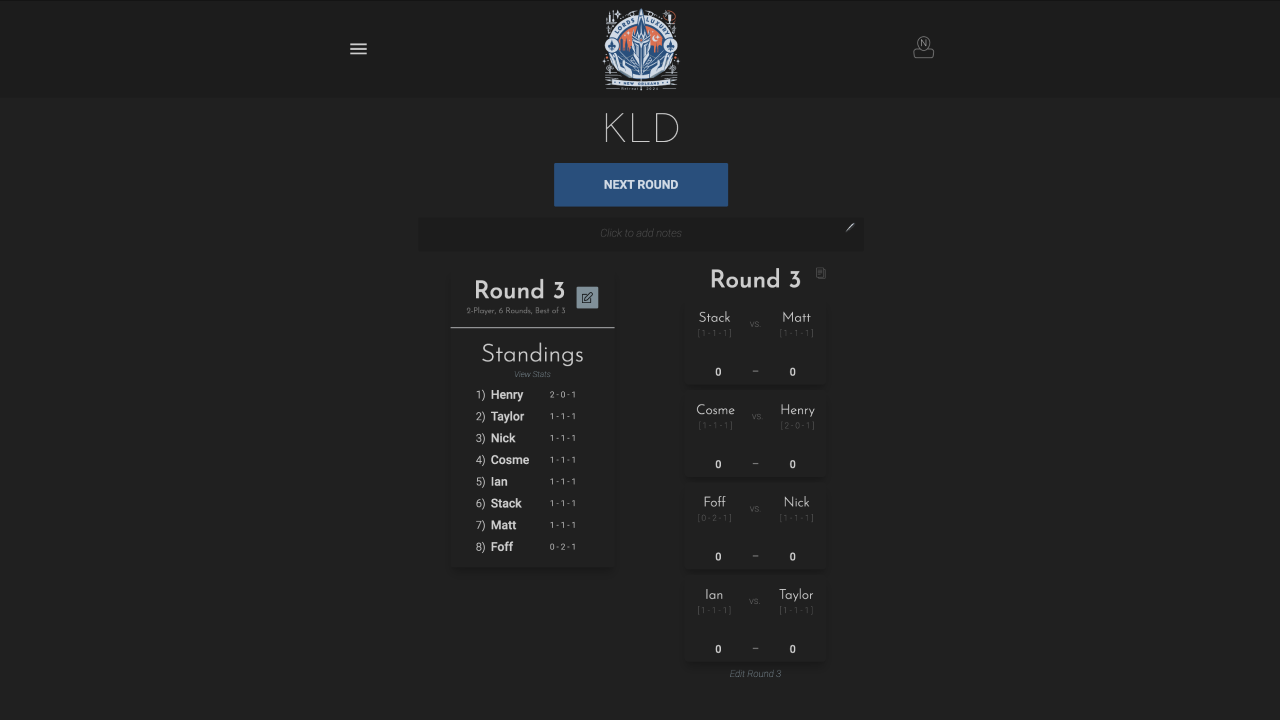 LORDS LUXURY
NEW ORLEANS
N
KLD
NEXT ROUND
Click to add notes
Round 3
2-Player, 6 Rounds, Best of 3
Standings
View Stats
1) Henry 2 - 0 - 1
2) Taylor 1 - 1 - 1
3) Nick 1 - 1 - 1
4) Cosme 1 - 1 - 1
5) Ian 1 - 1 - 1
6) Stack 1 - 1 - 1
7) Matt 1 - 1 - 1
8) Foff 0 - 2 - 1
Round 3
Stack vs. Matt
[1 - 1 - 1] [1 - 1 - 1]
0 – 0
Cosme vs. Henry
[1 - 1 - 1] [2 - 0 - 1]
0 – 0
Foff vs. Nick
[0 - 2 - 1] [1 - 1 - 1]
0 – 0
Ian vs. Taylor
[1 - 1 - 1] [1 - 1 - 1]
0 – 0
Edit Round 3